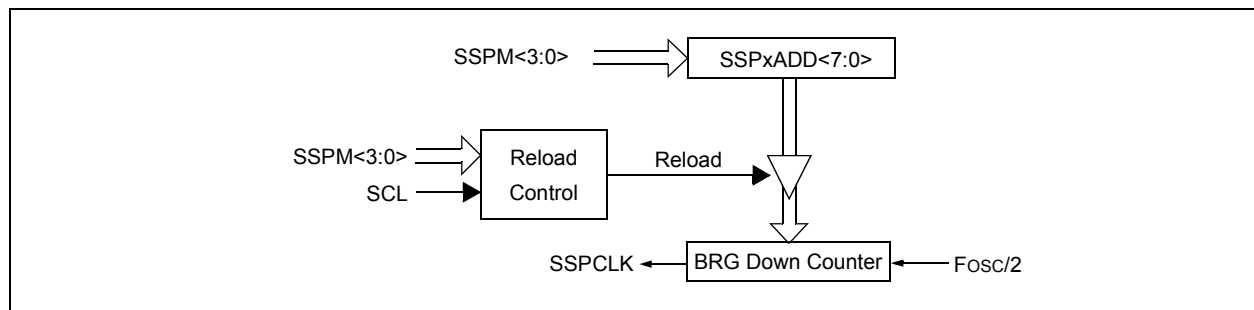 SSPM<3:0>
SSPxADD<7:0>
SSPM<3:0>
SCL
Reload
Control
Reload
SSPCLK
BRG Down Counter
FOSC/2